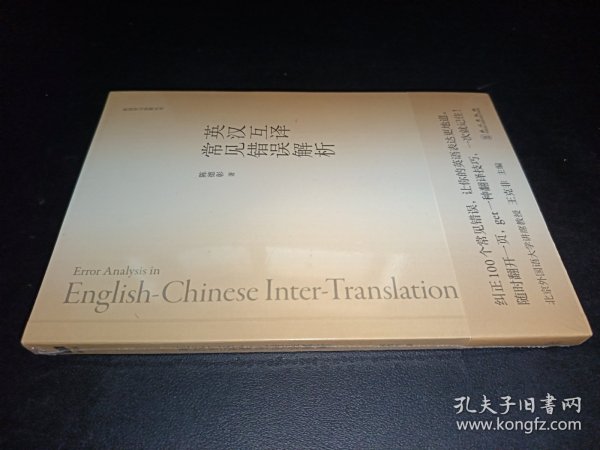 英汉互译
常见错误解析
陈德彰 著
Error Analysis in
English-Chinese Inter-Translation
纠正100个常见错误，让你的英语表达更地道。
随时翻开一页，get一种翻译技巧，一次就记住！
北京外国语大学讲席教授 王克非 主编
孔夫子旧书网
www.kongfz.com